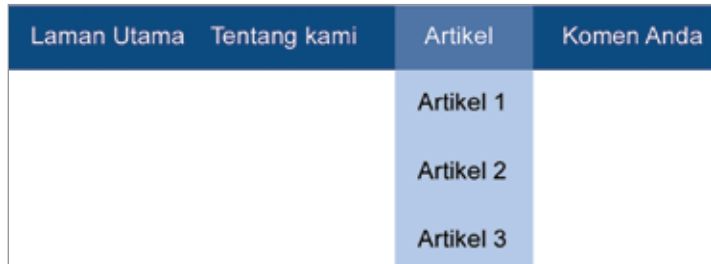 Laman Utama Tentang kami Artikel Komen Anda
Artikel 1
Artikel 2
Artikel 3